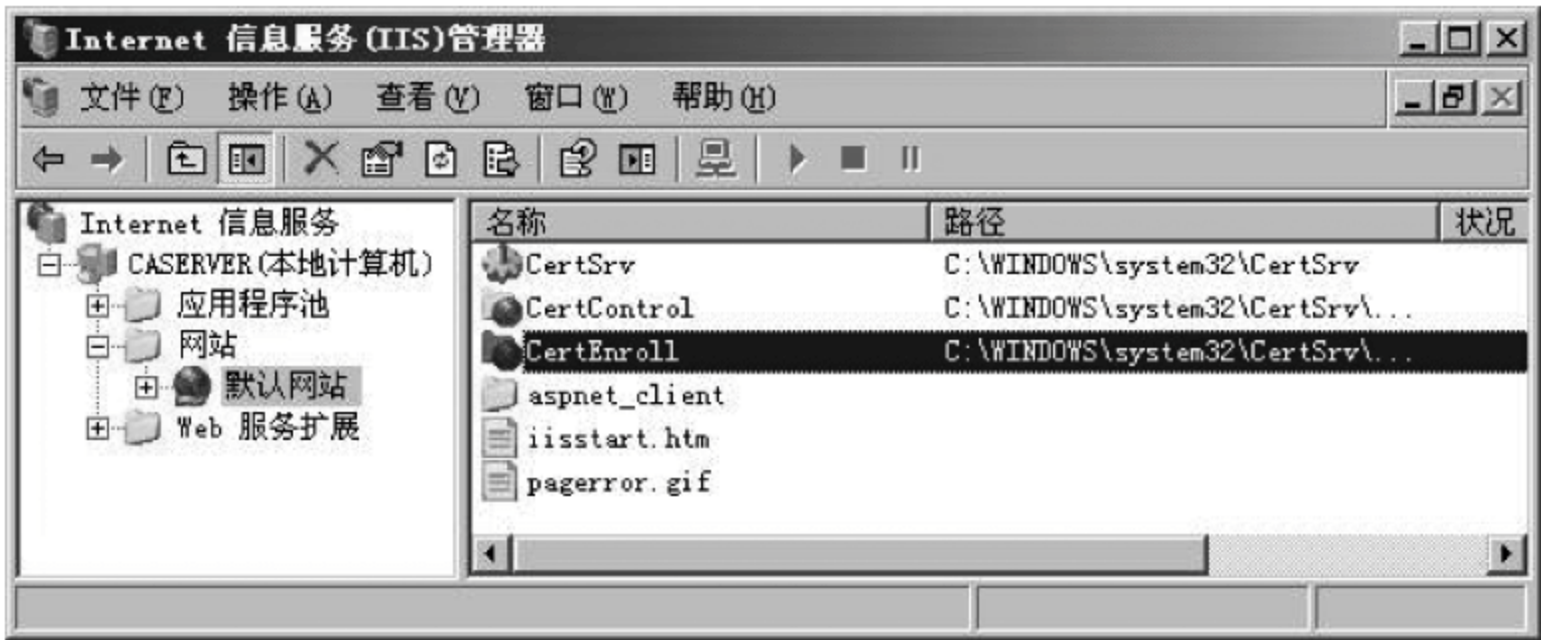 Internet 信息服务(IIS)管理器
文件(F) 操作(A) 查看(V) 窗口(W) 帮助(H)
Internet 信息服务
CASERVER(本地计算机)
应用程序池
网站
默认网站
Web 服务扩展
名称 路径 状况
CertSrv C:\WINDOWS\system32\CertSrv
CertControl C:\WINDOWS\system32\CertSrv\...
CertEnroll C:\WINDOWS\system32\CertSrv\...
aspnet_client
iisstart.htm
pagerror.gif